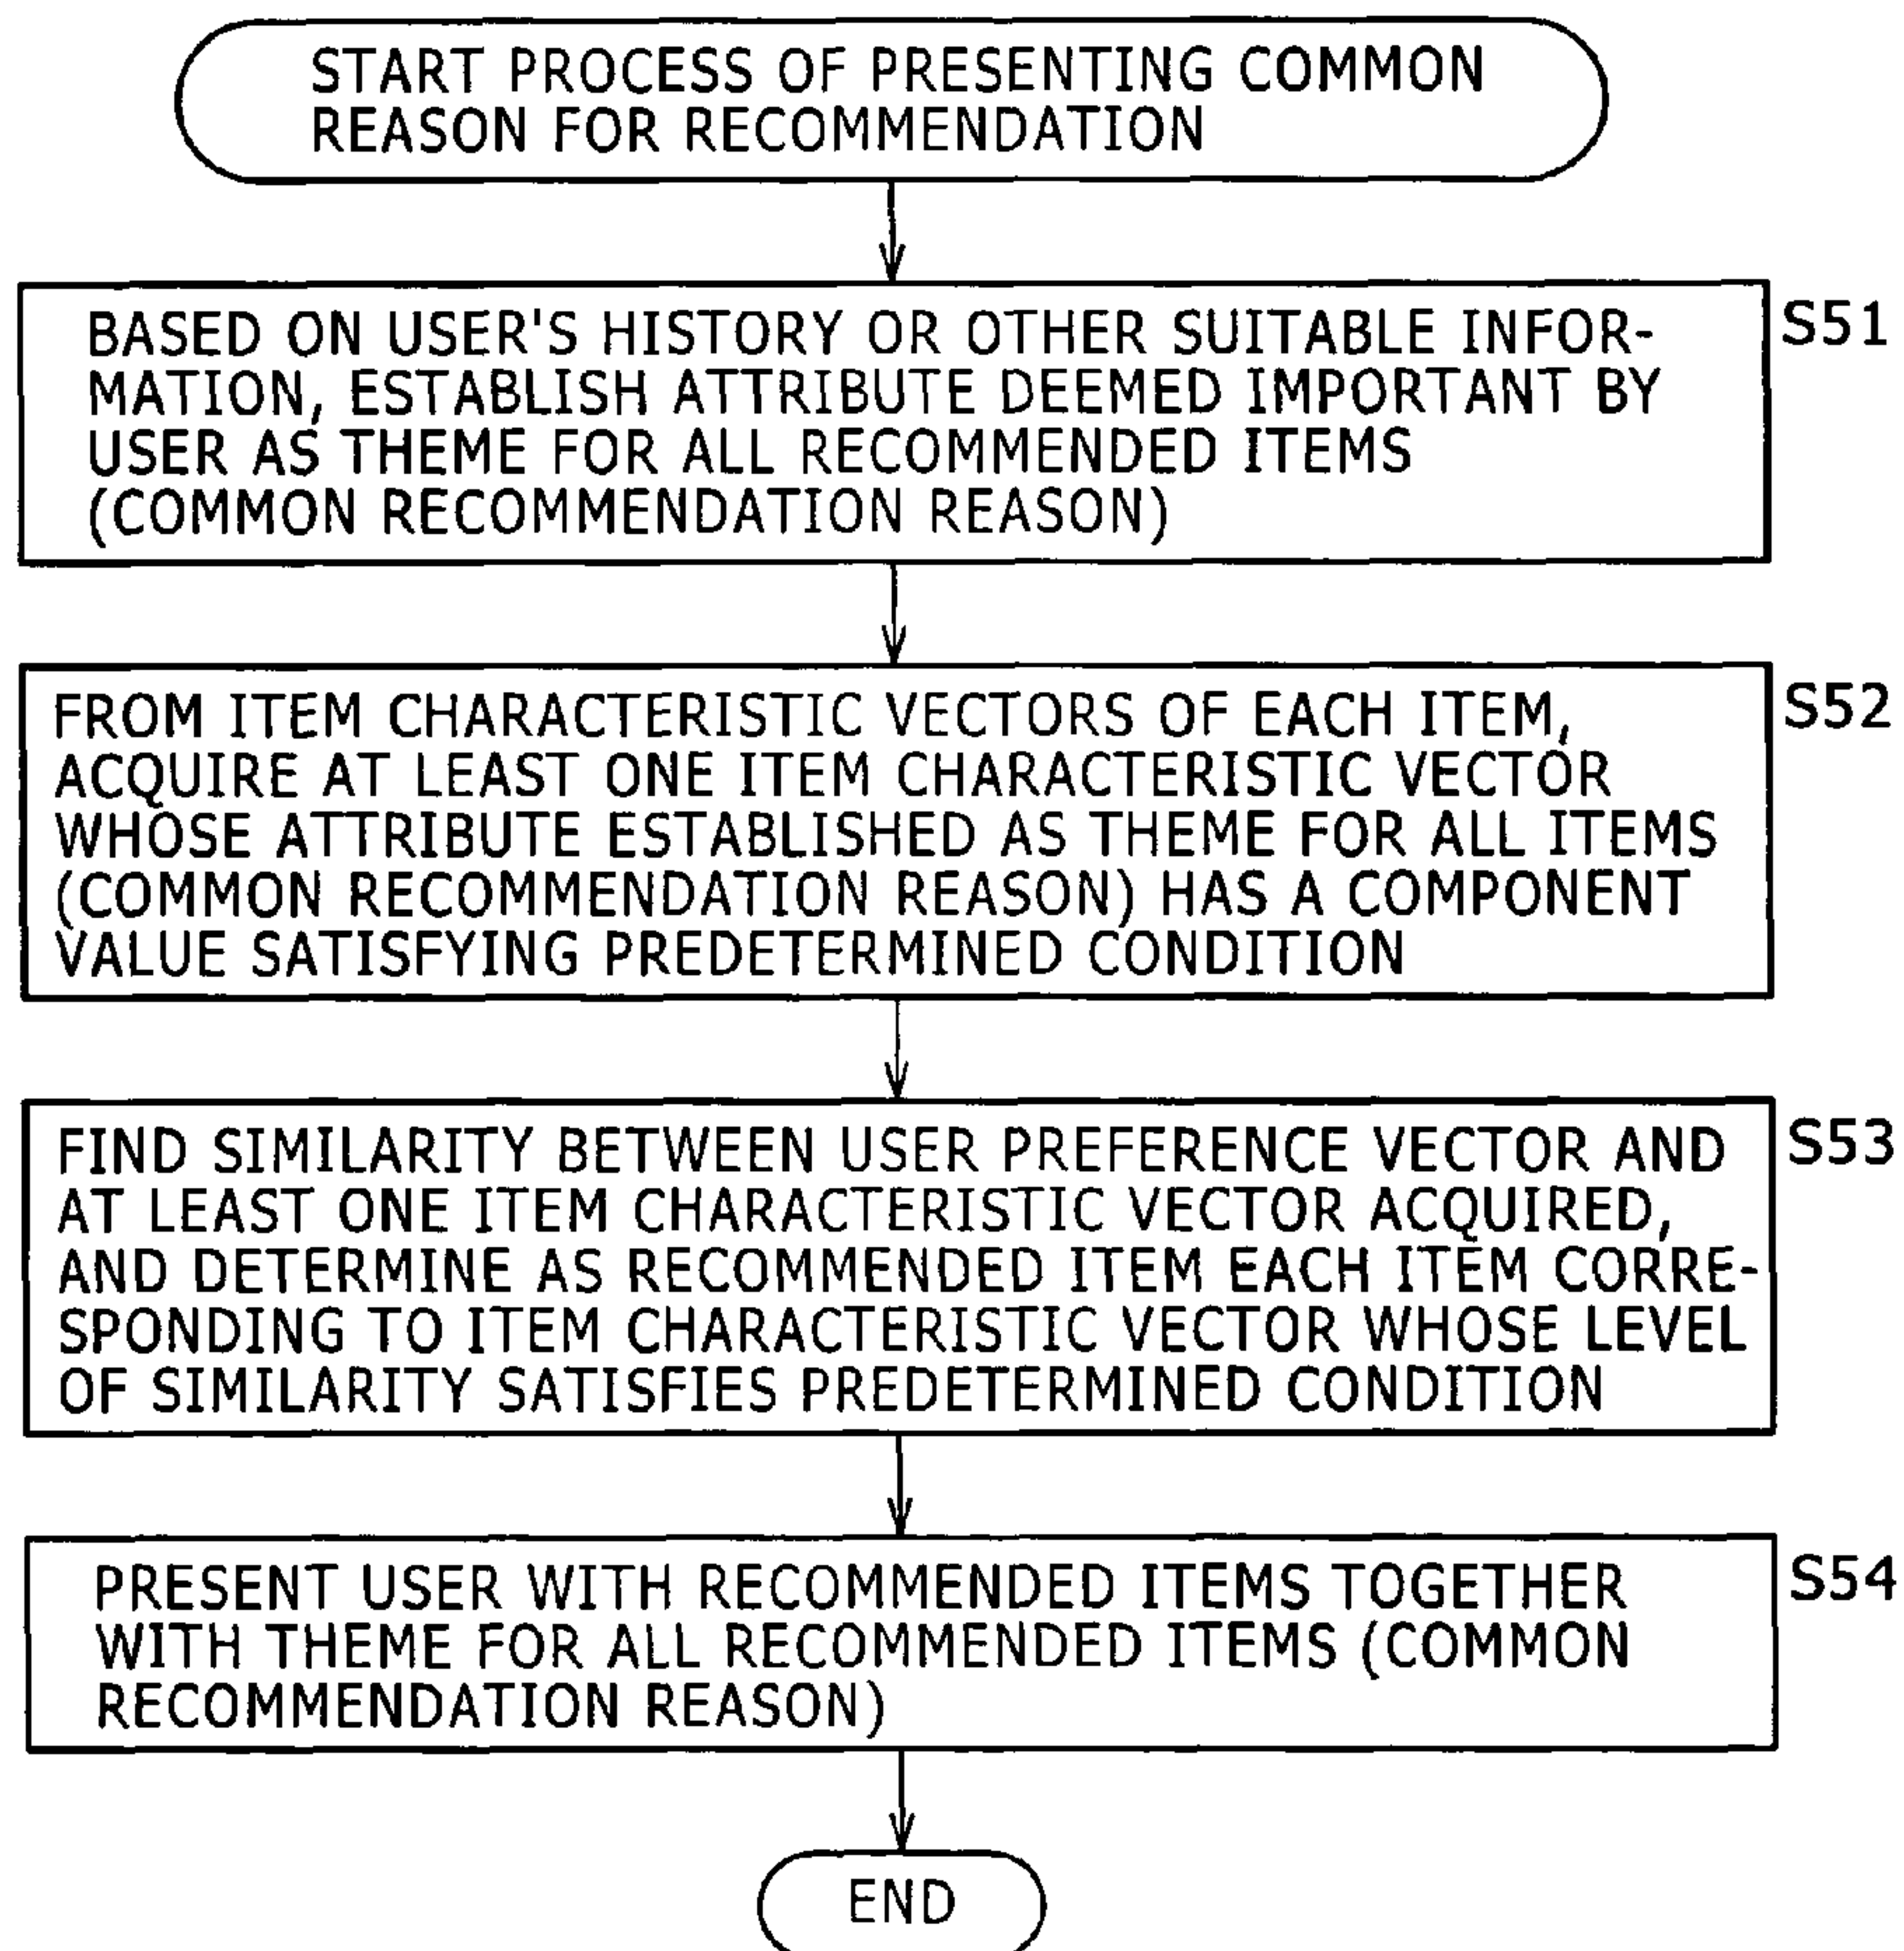 START PROCESS OF PRESENTING COMMON
REASON FOR RECOMMENDATION
BASED ON USER'S HISTORY OR OTHER SUITABLE INFOR-
MATION, ESTABLISH ATTRIBUTE DEEMED IMPORTANT BY
USER AS THEME FOR ALL RECOMMENDED ITEMS
(COMMON RECOMMENDATION REASON)
S51
FROM ITEM CHARACTERISTIC VECTORS OF EACH ITEM,
ACQUIRE AT LEAST ONE ITEM CHARACTERISTIC VECTOR
WHOSE ATTRIBUTE ESTABLISHED AS THEME FOR ALL ITEMS
(COMMON RECOMMENDATION REASON) HAS A COMPONENT
VALUE SATISFYING PREDETERMINED CONDITION
S52
FIND SIMILARITY BETWEEN USER PREFERENCE VECTOR AND
AT LEAST ONE ITEM CHARACTERISTIC VECTOR ACQUIRED,
AND DETERMINE AS RECOMMENDED ITEM EACH ITEM CORRE-
SPONDING TO ITEM CHARACTERISTIC VECTOR WHOSE LEVEL
OF SIMILARITY SATISFIES PREDETERMINED CONDITION
S53
PRESENT USER WITH RECOMMENDED ITEMS TOGETHER
WITH THEME FOR ALL RECOMMENDED ITEMS (COMMON
RECOMMENDATION REASON)
S54
END